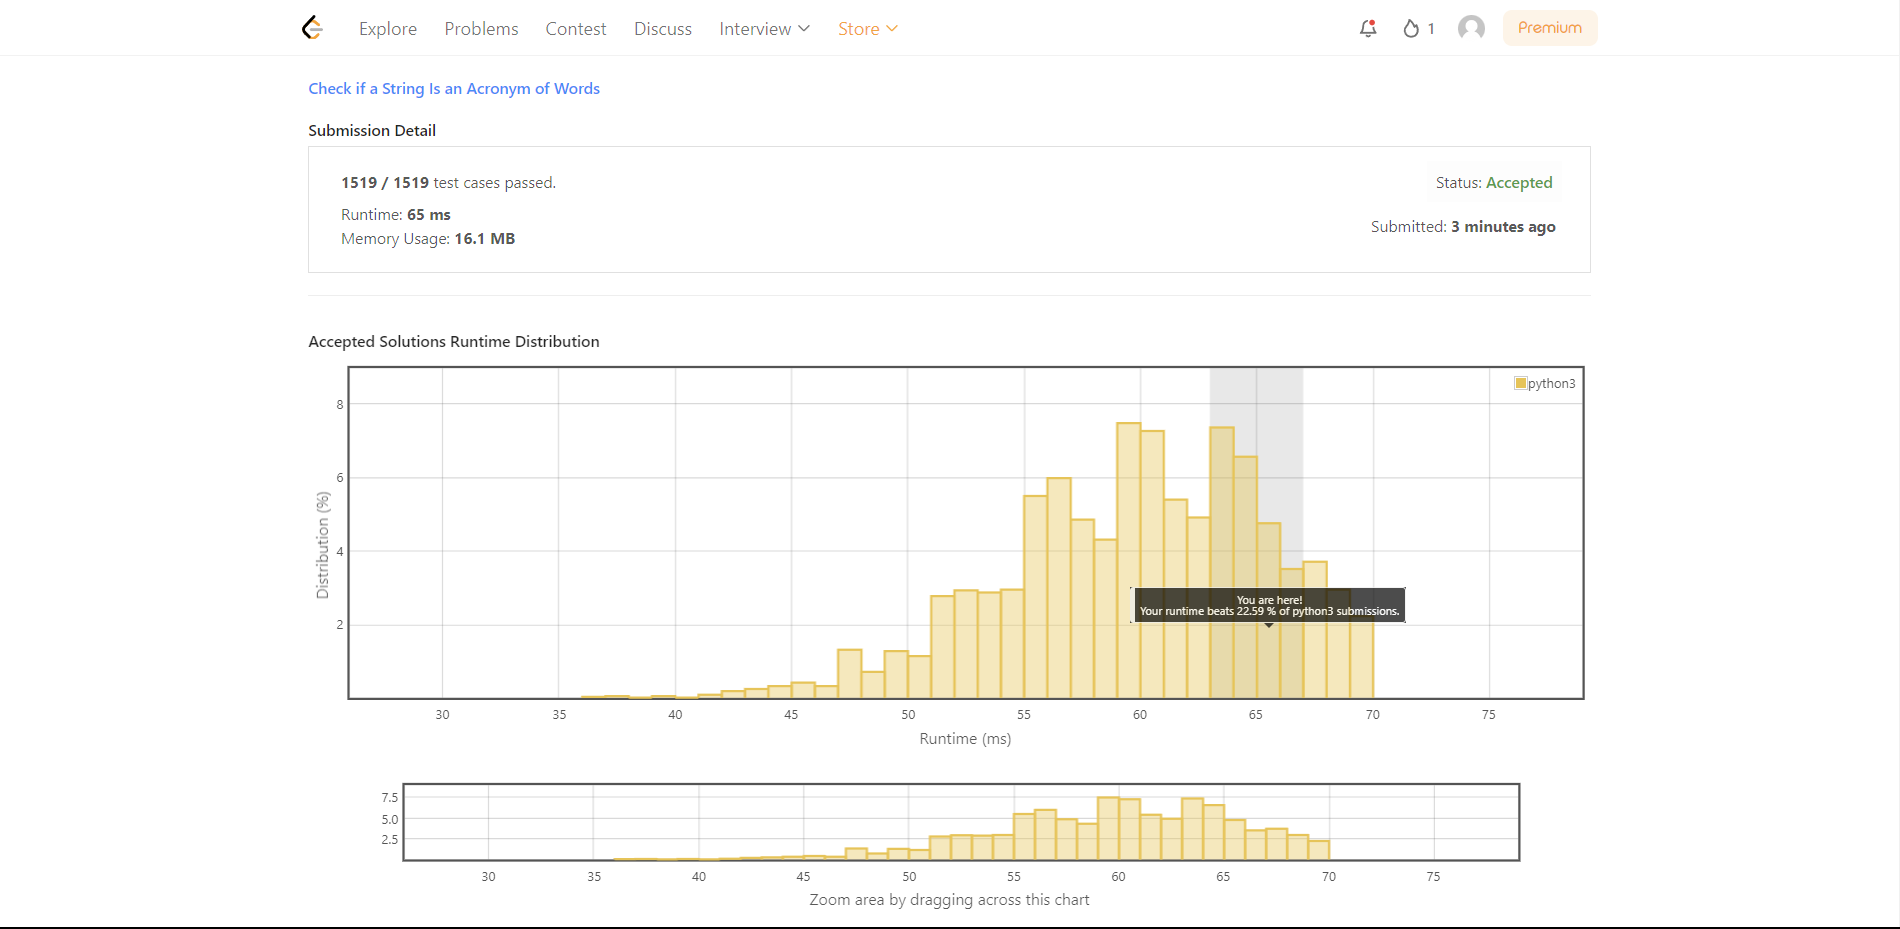 Explore Problems Contest Discuss Interview Store 1 Premium
Check if a String Is an Acronym of Words
Submission Detail
1519 / 1519 test cases passed.
Status: Accepted
Runtime: 65 ms
Submitted: 3 minutes ago
Memory Usage: 16.1 MB
Accepted Solutions Runtime Distribution
python3
8
6
4
2
Distribution (%)
You are here!
Your runtime beats 22.59 % of python3 submissions.
30 35 40 45 50 55 60 65 70 75
Runtime (ms)
7.5
5.0
2.5
30 35 40 45 50 55 60 65 70 75
Zoom area by dragging across this chart